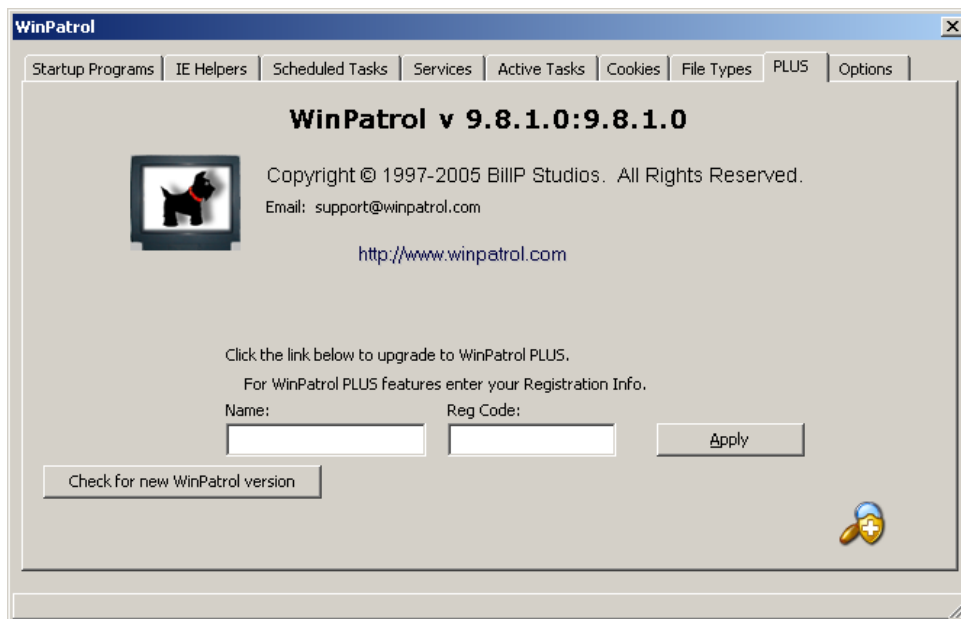 WinPatrol
Startup Programs IE Helpers Scheduled Tasks Services Active Tasks Cookies File Types PLUS Options
WinPatrol v 9.8.1.0:9.8.1.0
Copyright © 1997-2005 BillP Studios. All Rights Reserved.
Email: support@winpatrol.com
http://www.winpatrol.com
Click the link below to upgrade to WinPatrol PLUS.
For WinPatrol PLUS features enter your Registration Info.
Name: Reg Code:
Apply
Check for new WinPatrol version